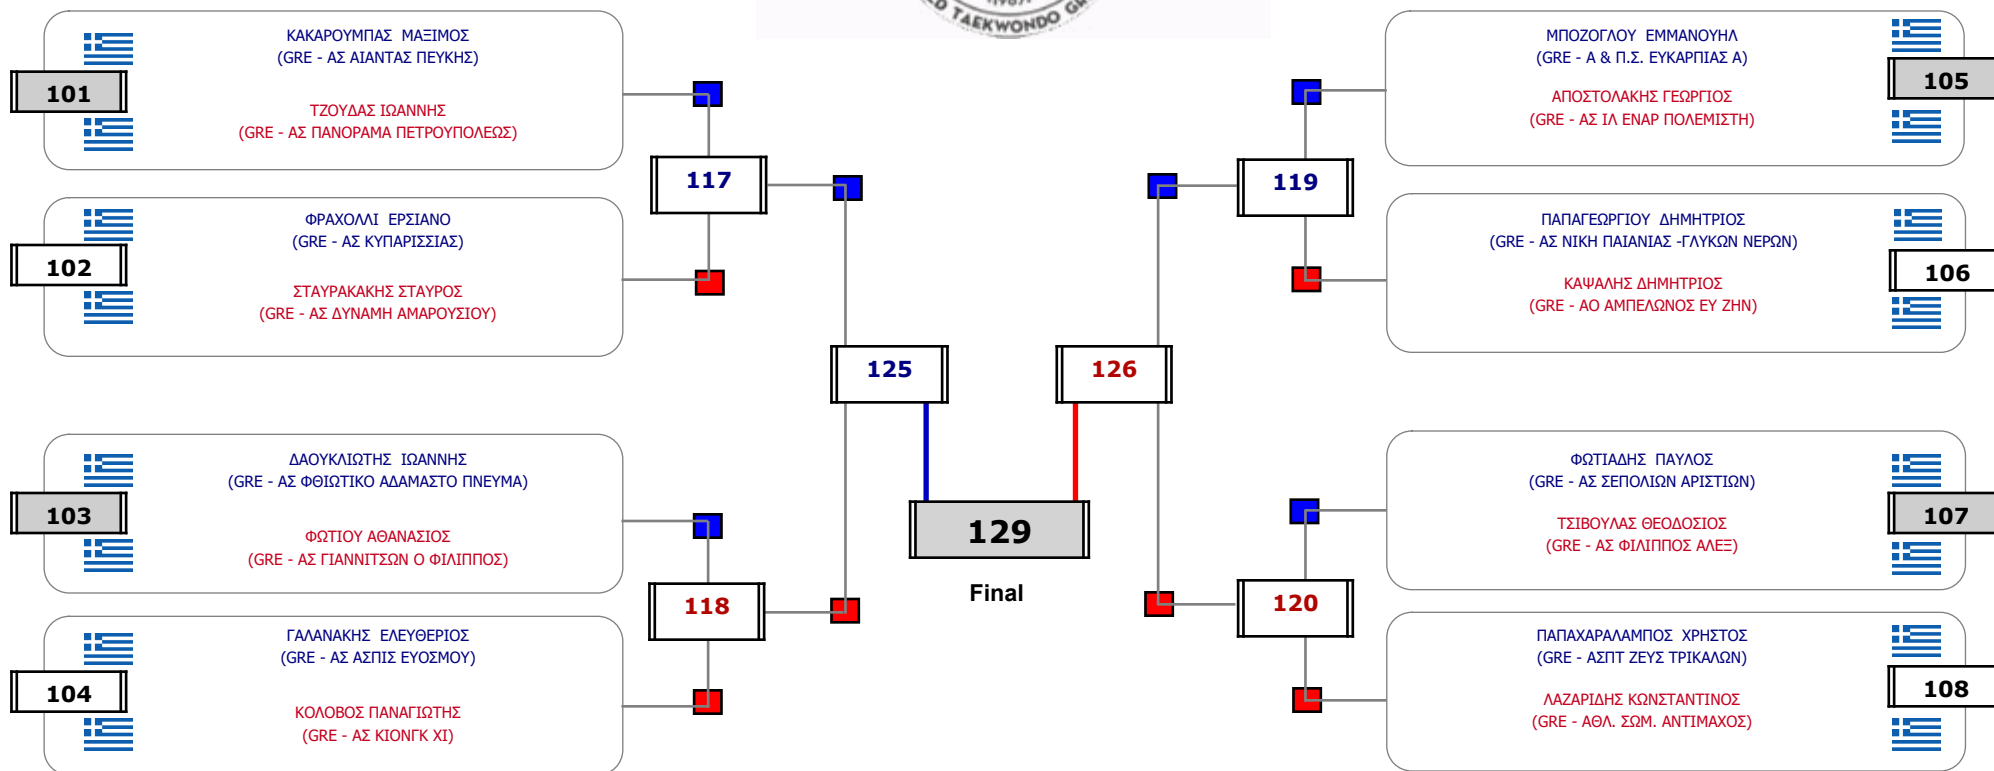 D TAEKWONDO G
101
ΚΑΚΑΡΟΥΜΠΑΣ ΜΑΞΙΜΟΣ
(GRE - ΑΣ ΑΙΑΝΤΑΣ ΠΕΥΚΗΣ)
ΤΖΟΥΔΑΣ ΙΩΑΝΝΗΣ
(GRE - ΑΣ ΠΑΝΟΡΑΜΑ ΠΕΤΡΟΥΠΟΛΕΩΣ)
102
ΦΡΑΧΟΛΛΙ ΕΡΣΙΑΝΟ
(GRE - ΑΣ ΚΥΠΑΡΙΣΣΙΑΣ)
ΣΤΑΥΡΑΚΑΚΗΣ ΣΤΑΥΡΟΣ
(GRE - ΑΣ ΔΥΝΑΜΗ ΑΜΑΡΟΥΣΙΟΥ)
103
ΔΑΟΥΚΛΙΩΤΗΣ ΙΩΑΝΝΗΣ
(GRE - ΑΣ ΦΘΙΩΤΙΚΟ ΑΔΑΜΑΣΤΟ ΠΝΕΥΜΑ)
ΦΩΤΙΟΥ ΑΘΑΝΑΣΙΟΣ
(GRE - ΑΣ ΓΙΑΝΝΙΤΣΩΝ Ο ΦΙΛΙΠΠΟΣ)
104
ΓΑΛΑΝΑΚΗΣ ΕΛΕΥΘΕΡΙΟΣ
(GRE - ΑΣ ΑΣΠΙΣ ΕΥΟΣΜΟΥ)
ΚΟΛΟΒΟΣ ΠΑΝΑΓΙΩΤΗΣ
(GRE - ΑΣ ΚΙΟΝΓΚ ΧΙ)
117
118
125
129
Final
126
119
120
ΜΠΟΖΟΓΛΟΥ ΕΜΜΑΝΟΥΗΛ
(GRE - Α & Π.Σ. ΕΥΚΑΡΠΙΑΣ Α)
ΑΠΟΣΤΟΛΑΚΗΣ ΓΕΩΡΓΙΟΣ
(GRE - ΑΣ ΙΛ ΕΝΑΡ ΠΟΛΕΜΙΣΤΗ)
105
ΠΑΠΑΓΕΩΡΓΙΟΥ ΔΗΜΗΤΡΙΟΣ
(GRE - ΑΣ ΝΙΚΗ ΠΑΙΑΝΙΑΣ -ΓΛΥΚΩΝ ΝΕΡΩΝ)
ΚΑΨΑΛΗΣ ΔΗΜΗΤΡΙΟΣ
(GRE - ΑΟ ΑΜΠΕΛΩΝΟΣ ΕΥ ΖΗΝ)
106
ΦΩΤΙΑΔΗΣ ΠΑΥΛΟΣ
(GRE - ΑΣ ΣΕΠΟΛΙΩΝ ΑΡΙΣΤΙΩΝ)
ΤΣΙΒΟΥΛΑΣ ΘΕΟΔΟΣΙΟΣ
(GRE - ΑΣ ΦΙΛΙΠΠΟΣ ΑΛΕΞ)
107
ΠΑΠΑΧΑΡΑΛΑΜΠΟΣ ΧΡΗΣΤΟΣ
(GRE - ΑΣΠΤ ΖΕΥΣ ΤΡΙΚΑΛΩΝ)
ΛΑΖΑΡΙΔΗΣ ΚΩΝΣΤΑΝΤΙΝΟΣ
(GRE - ΑΘΛ. ΣΩΜ. ΑΝΤΙΜΑΧΟΣ)
108